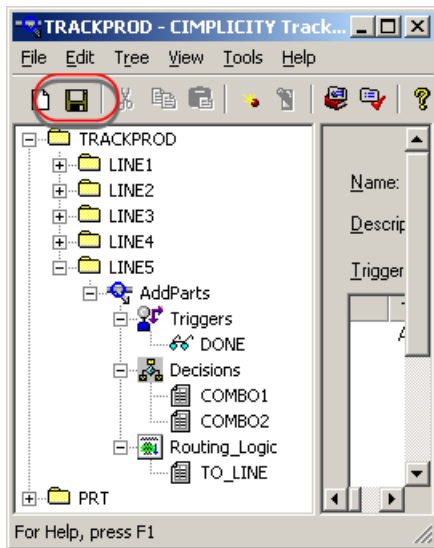 TRACKPROD - CIMPLICITY Track...
File Edit Tree View Tools Help
TRACKPROD
LINE1
LINE2
LINE3
LINE4
LINE5
AddParts
Triggers
DONE
Decisions
COMBO1
COMBO2
Routing_Logic
TO_LINE
PRT
Name:
Descrip
Trigger
For Help, press F1